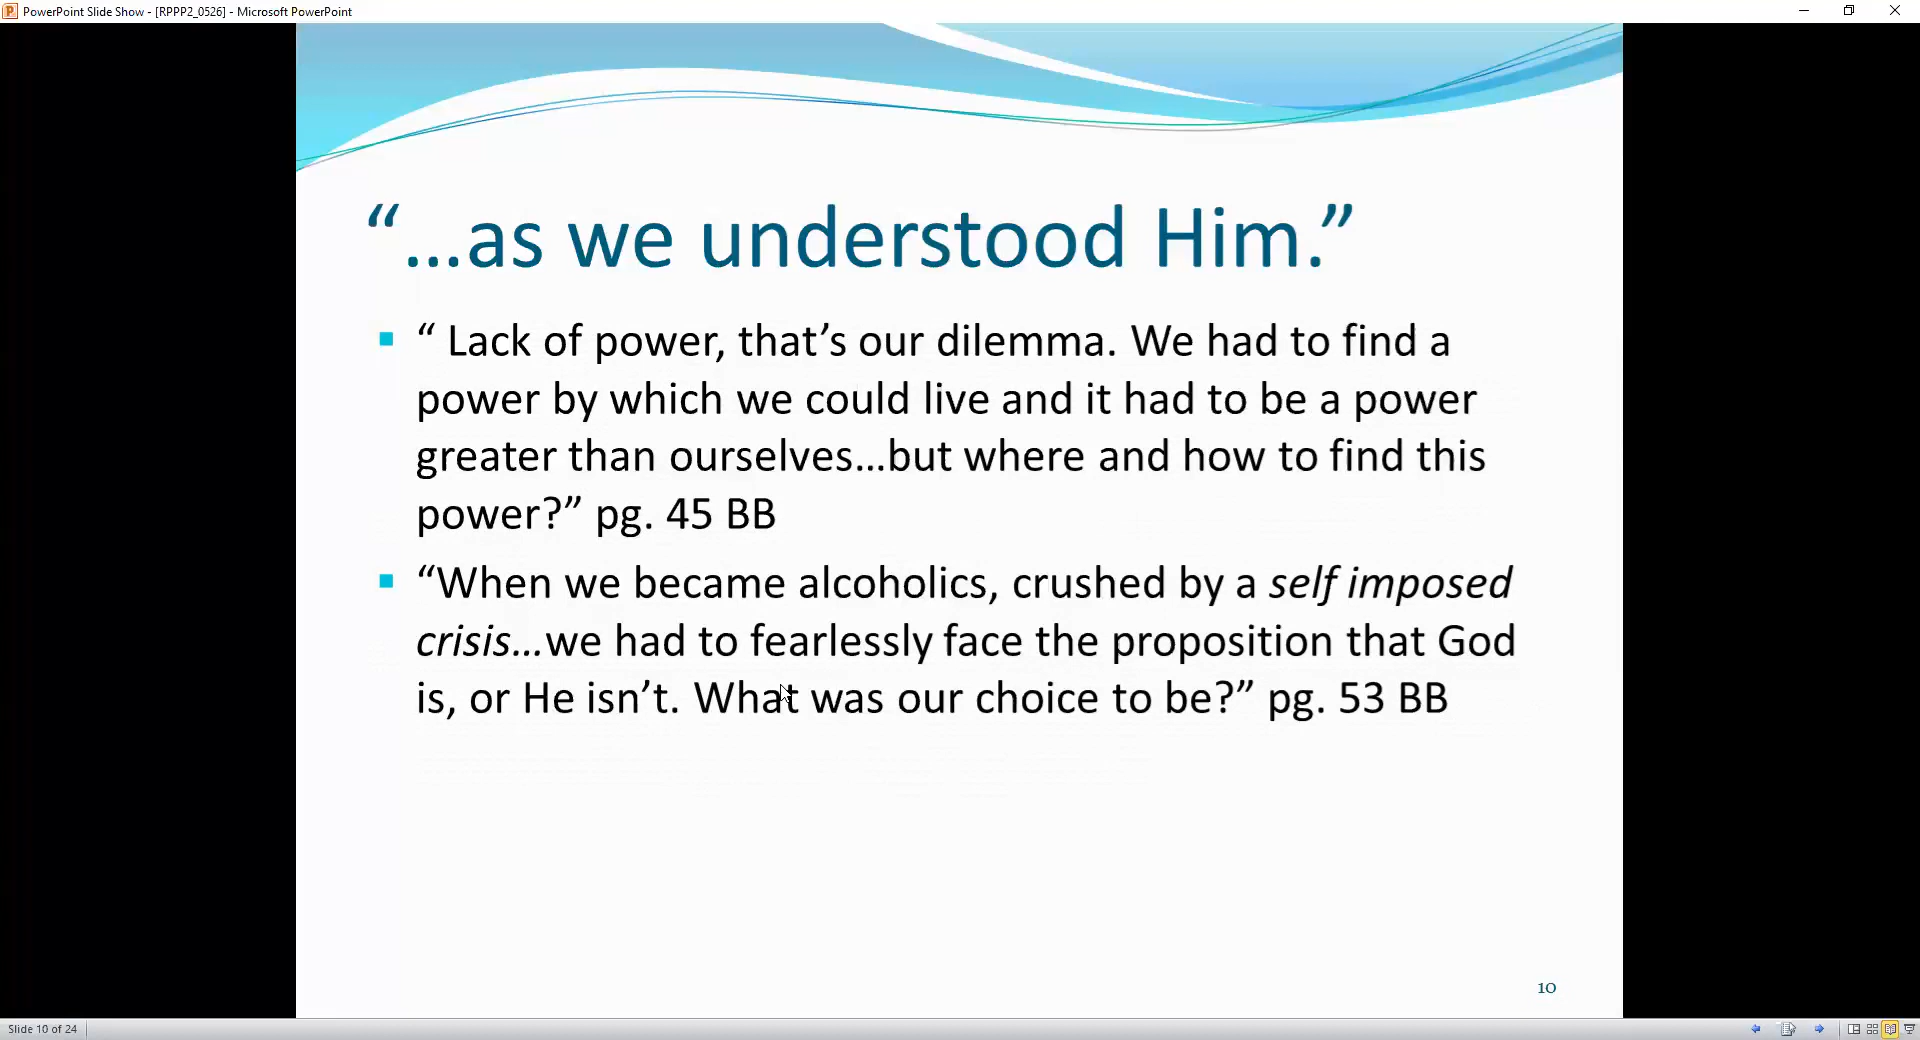 PowerPoint Slide Show - [RPPP2_0526] - Microsoft PowerPoint
“…as we understood Him.”
“ Lack of power, that’s our dilemma. We had to find a
power by which we could live and it had to be a power
greater than ourselves…but where and how to find this
power?” pg. 45 BB
“When we became alcoholics, crushed by a self imposed
crisis…we had to fearlessly face the proposition that God
is, or He isn’t. What was our choice to be?” pg. 53 BB
10
Slide 10 of 24